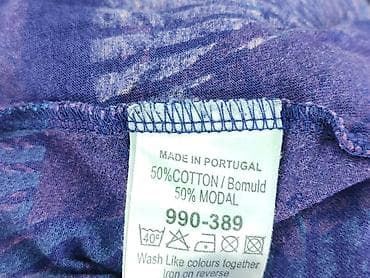 MADE IN PORTUGAL
50%COTTON/Bomuld
50% MODAL
990-389
40°
Wash Like colours together
Iron on reverse